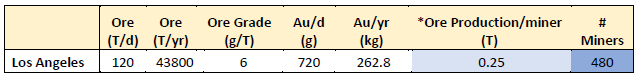 Ore (T/d) Ore (T/yr) Ore Grade (g/T) Au/d (g) Au/yr (kg) *Ore Production/miner (T) # Miners
Los Angeles 120 43800 6 720 262.8 0.25 480